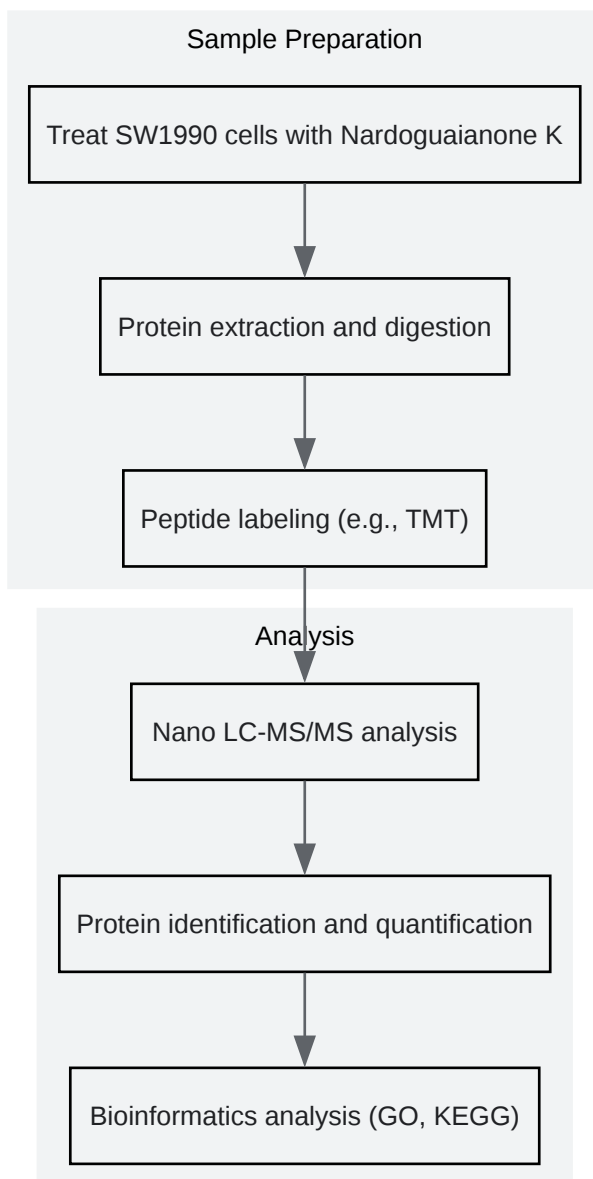 Sample Preparation
Treat SW1990 cells with Nardoguaianone K
Protein extraction and digestion
Peptide labeling (e.g., TMT)
Analysis
Nano LC-MS/MS analysis
Protein identification and quantification
Bioinformatics analysis (GO, KEGG)